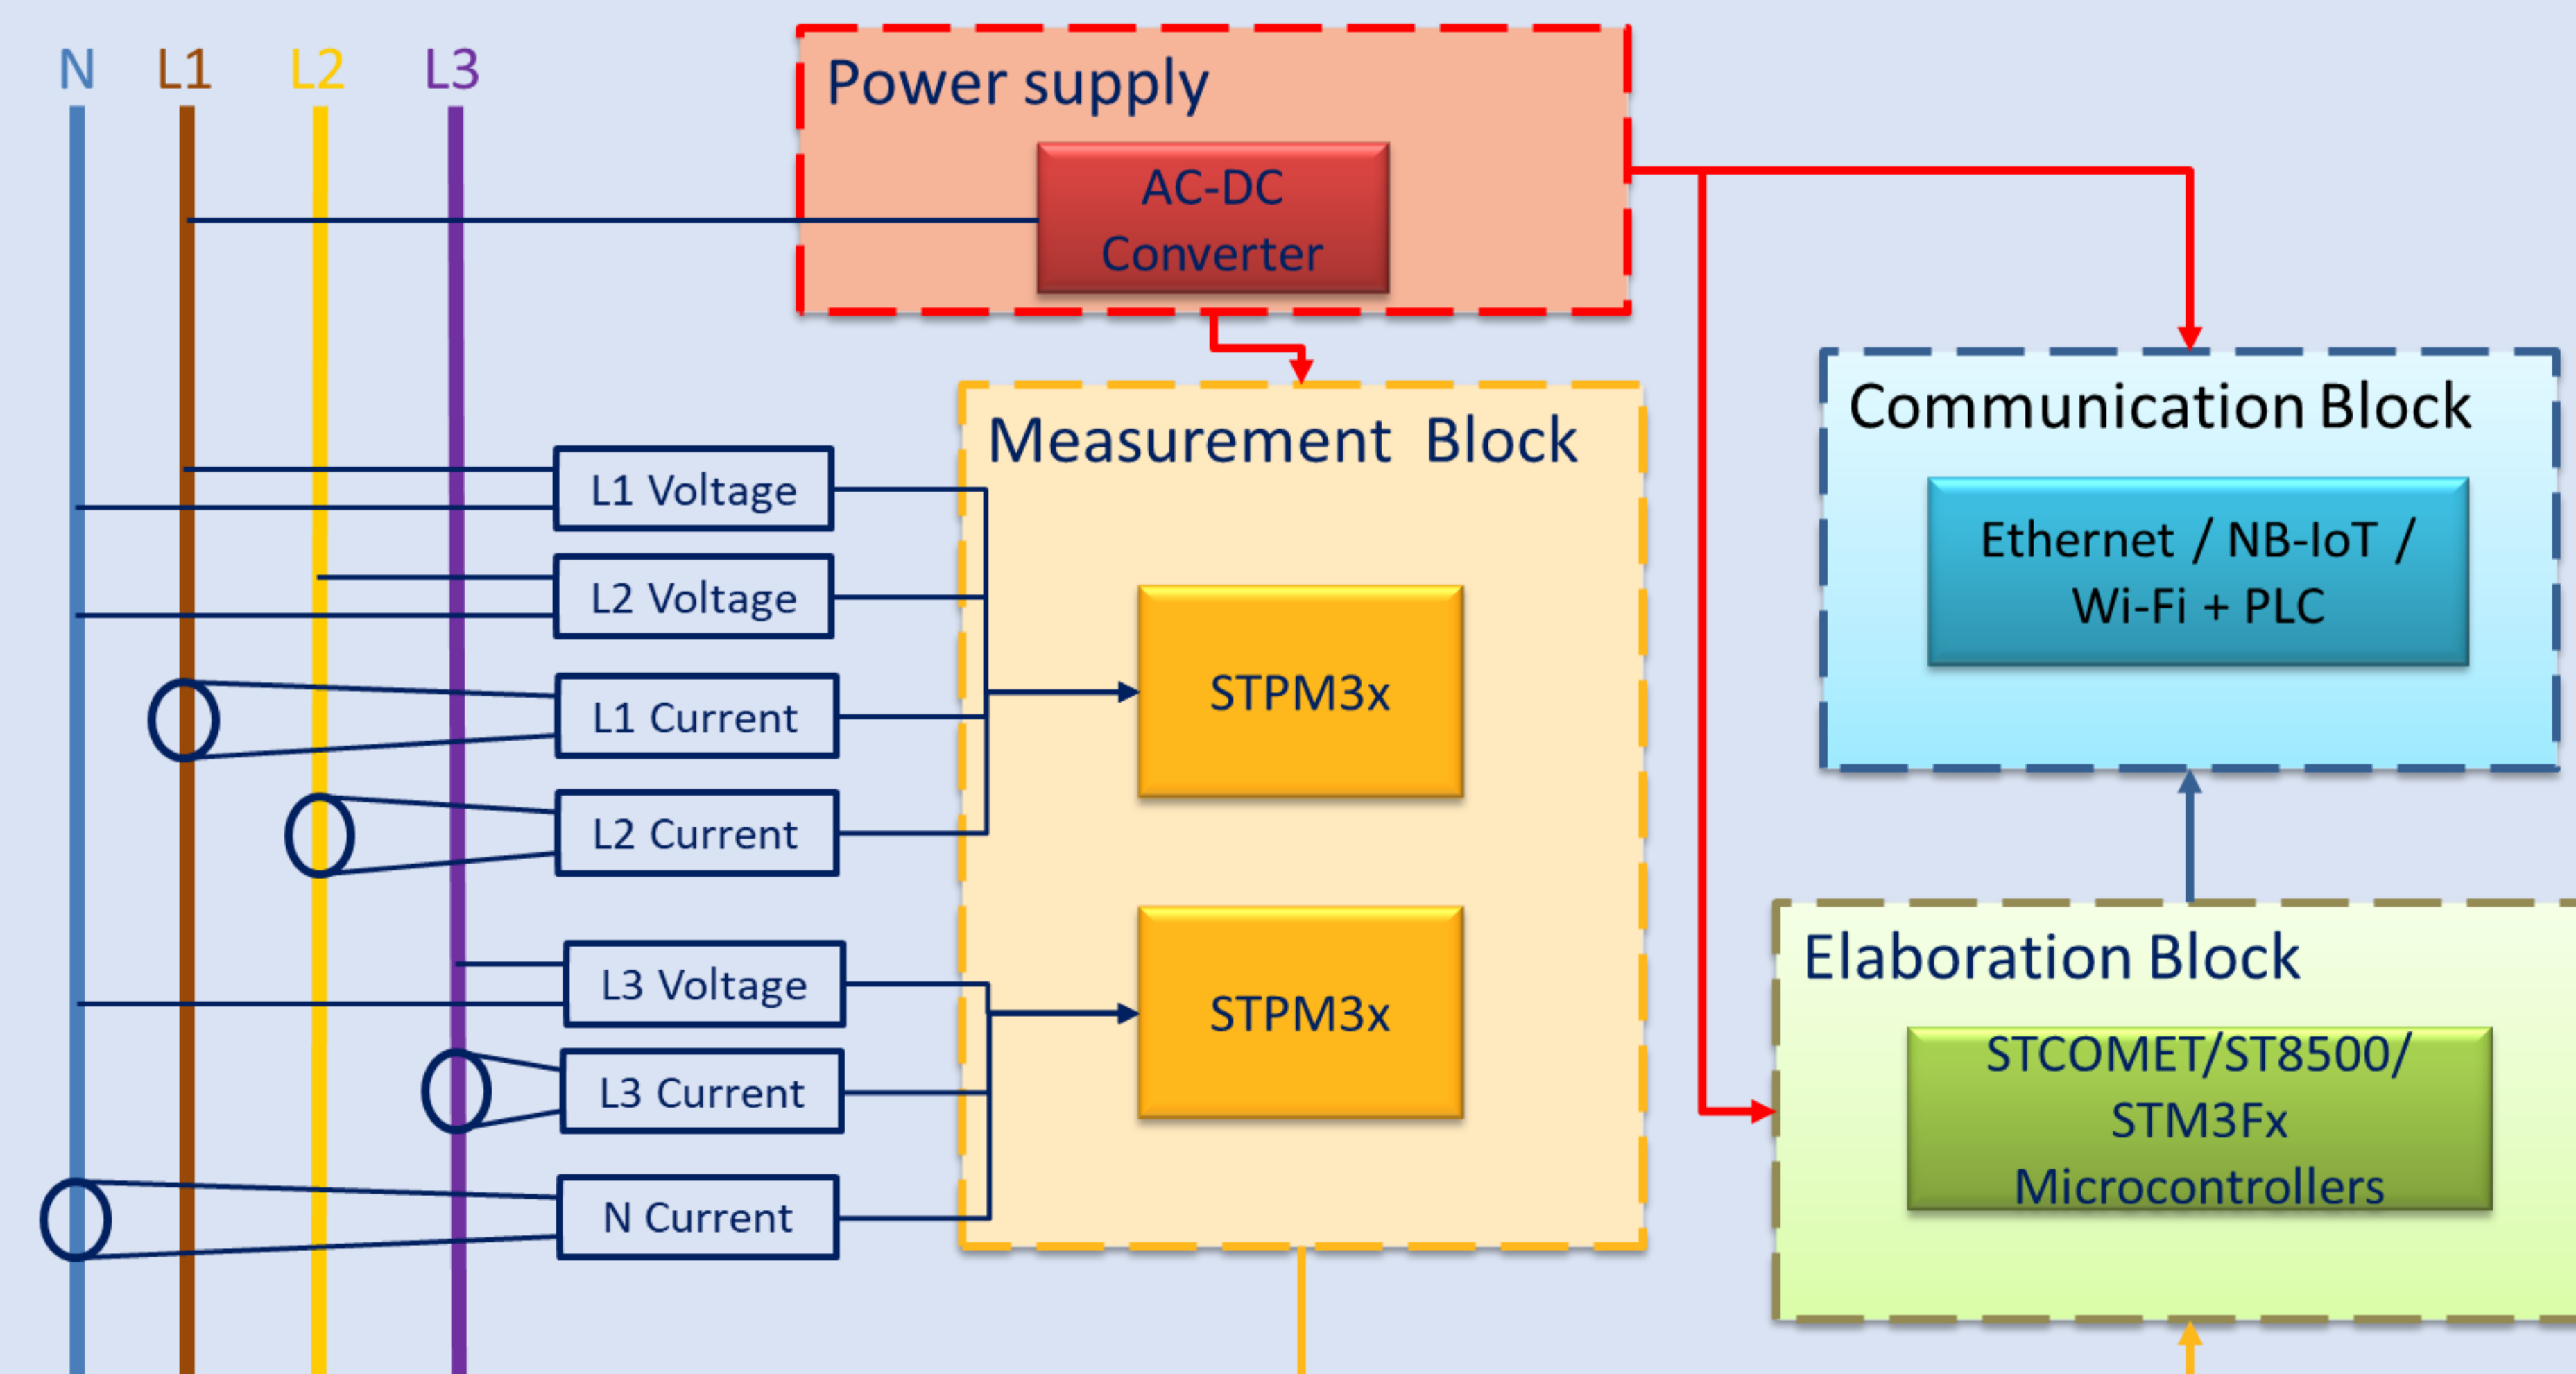 N L1 L2 L3
Power supply
AC-DC
Converter
Measurement Block
L1 Voltage
L2 Voltage
L1 Current
L2 Current
STPM3x
L3 Voltage
L3 Current
N Current
STPM3x
Communication Block
Ethernet / NB-IoT /
Wi-Fi + PLC
Elaboration Block
STCOMET/ST8500/
STM3Fx
Microcontrollers